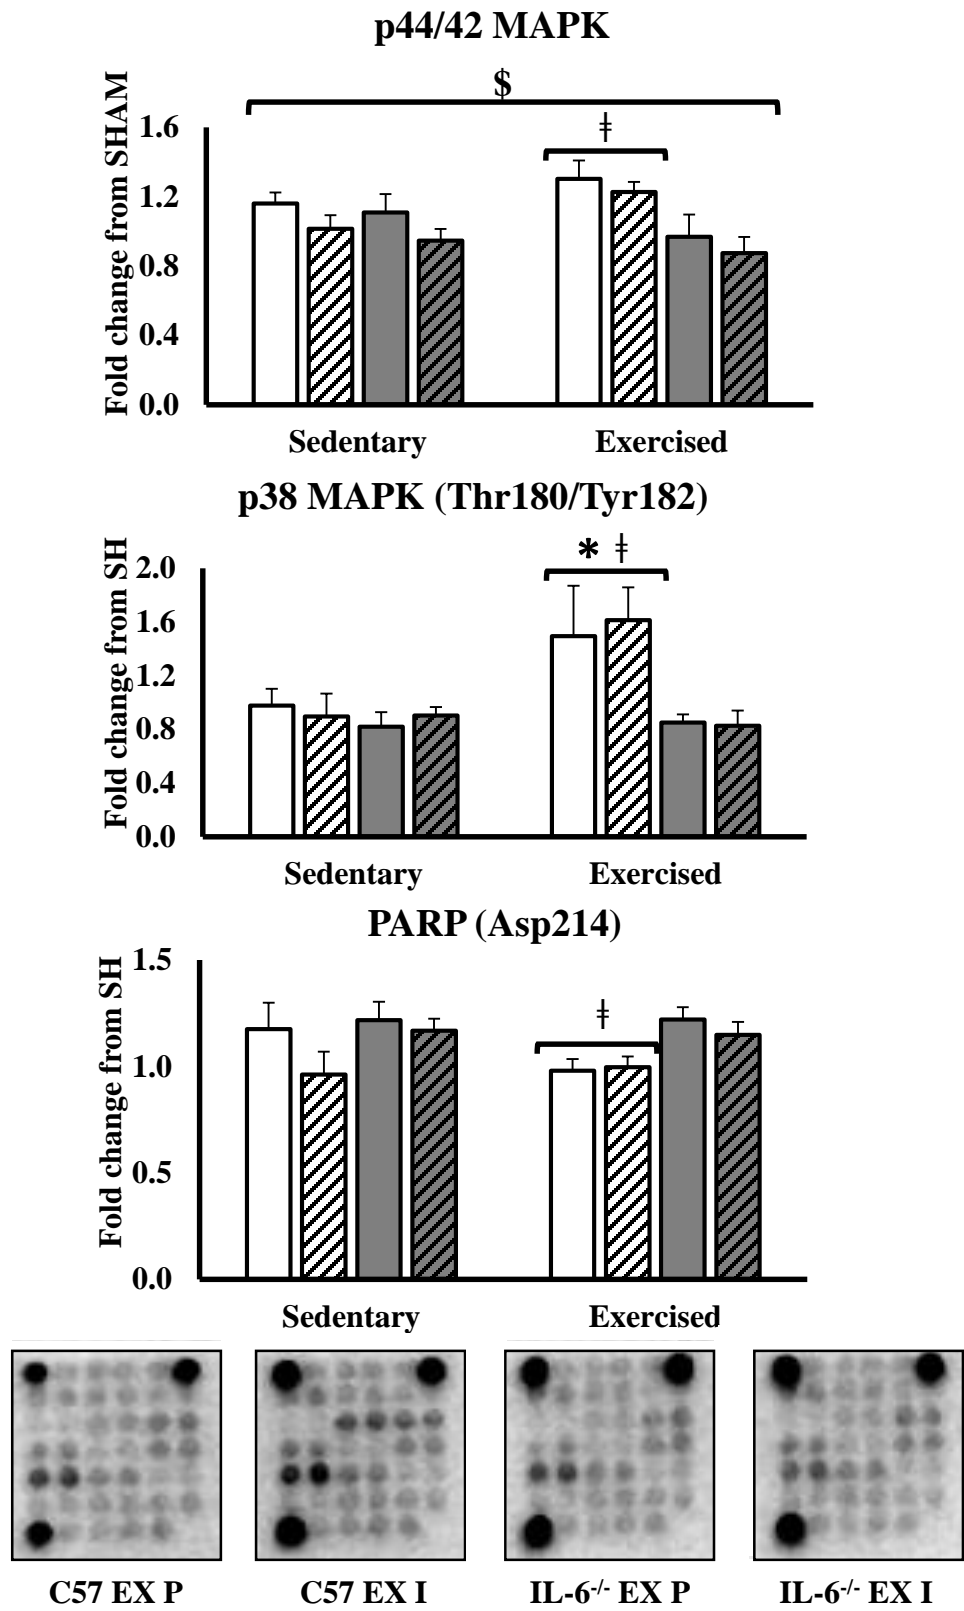 p44/42 MAPK
$
Fold change from SHAM
1.6
ǂ
1.2
0.8
0.4
0.0
Sedentary Exercised
p38 MAPK (Thr180/Tyr182)
* ǂ
Fold change from SH
2.0
1.6
1.2
0.8
0.4
0.0
Sedentary Exercised
PARP (Asp214)
Fold change from SH
1.5
ǂ
1.0
0.5
0.0
Sedentary Exercised
C57 EX P C57 EX I IL-6⁻/⁻ EX P IL-6⁻/⁻ EX I